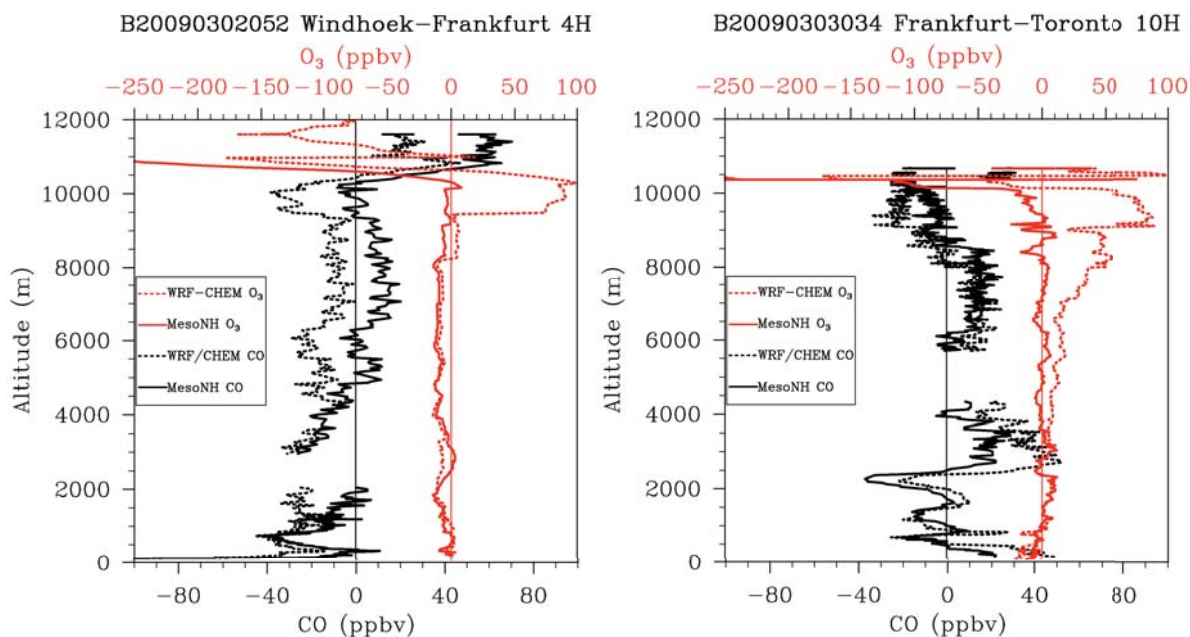 B20090302052 Windhoek−Frankfurt 4H
O₃ (ppbv)
−250 −200 −150 −100 −50 0 50 100
12000
10000
8000
6000
4000
2000
0
Altitude (m)
WRF−CHEM O₃
MesoNH O₃
WRF/CHEM CO
MesoNH CO
−80 −40 0 40 80
CO (ppbv)
B20090303034 Frankfurt−Toronto 10H
O₃ (ppbv)
−250 −200 −150 −100 −50 0 50 100
12000
10000
8000
6000
4000
2000
0
Altitude (m)
WRF−CHEM O₃
MesoNH O₃
WRF/CHEM CO
MesoNH CO
−80 −40 0 40 80
CO (ppbv)